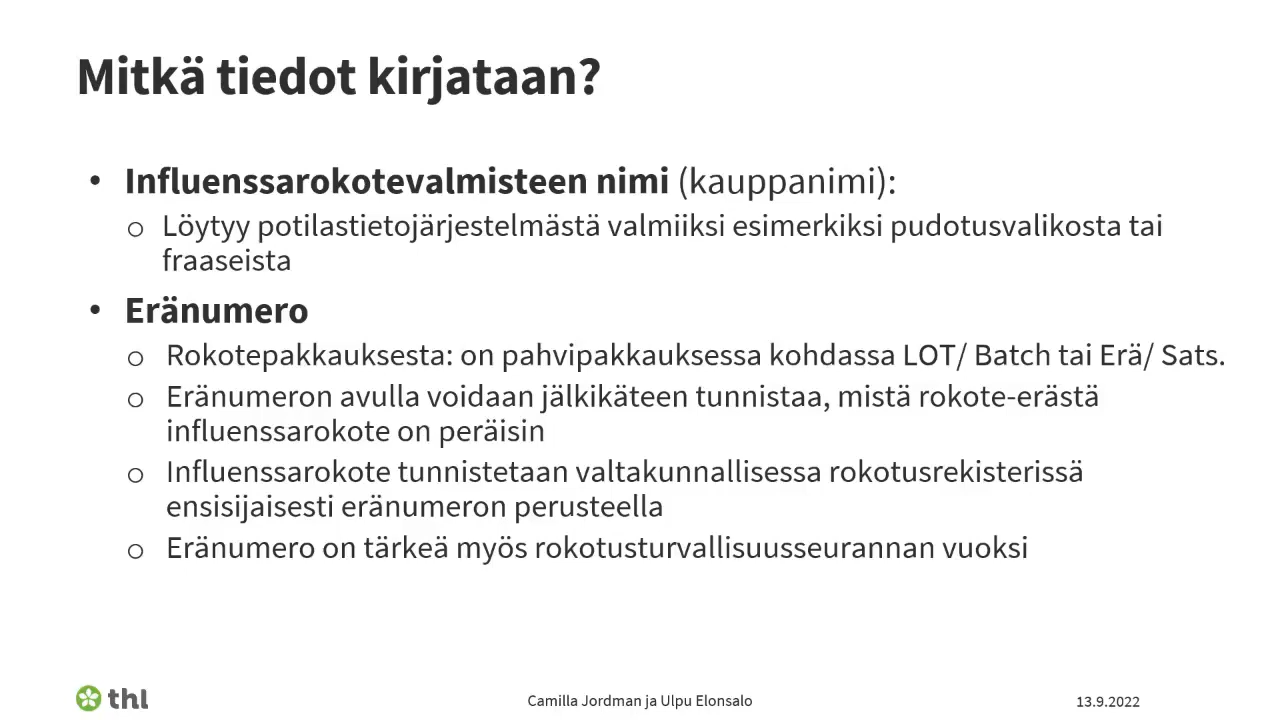 Mitkä tiedot kirjataan?
• Influenssarokotevalmisteen nimi (kauppanimi):
o Löytyy potilastietojärjestelmästä valmiiksi esimerkiksi pudotusvalikosta tai
fraaseista
• Eränumero
o Rokotepakkauksesta: on pahvipakkauksessa kohdassa LOT/ Batch tai Erä/ Sats.
o Eränumeron avulla voidaan jälkikäteen tunnistaa, mistä rokote-erästä
influenssarokote on peräisin
o Influenssarokote tunnistetaan valtakunnallisessa rokotusrekisterissä
ensisijaisesti eränumeron perusteella
o Eränumero on tärkeä myös rokotusturvallisuusseurannan vuoksi
thl
Camilla Jordman ja Ulpu Elonsalo
13.9.2022